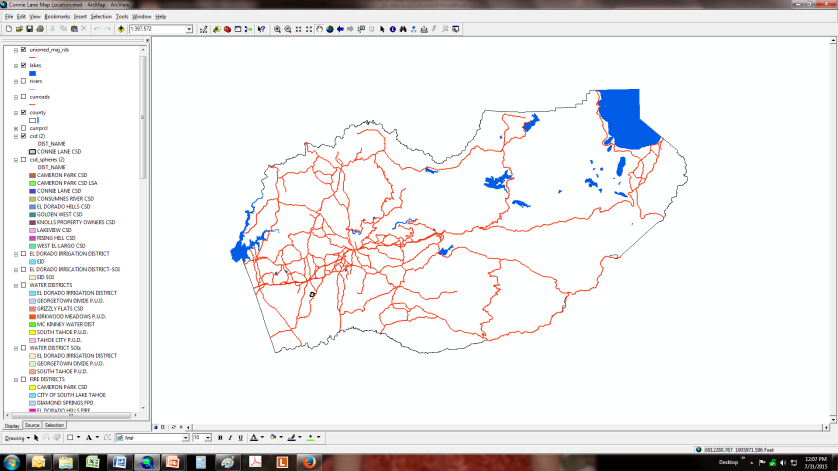 Connie Lane Map Location.mxd - ArcMap - ArcView
File Edit View Bookmarks Insert Selection Tools Window Help
1:397,572
unioned_maj_rds
lakes
rivers
curroads
county
curnprcl
csd (2)
DIST_NAME
CONNIE LANE CSD
csd_spheres (2)
DIST_NAME
CAMERON PARK CSD
CAMERON PARK CSD LSA
CONNIE LANE CSD
CONSUMNES RIVER CSD
EL DORADO HILLS CSD
GOLDEN WEST CSD
KNOLLS PROPERTY OWNERS CSD
LAKEVIEW CSD
RISING HILL CSD
WEST EL LARGO CSD
EL DORADO IRRIGATION DISTRICT
EID
EL DORADO IRRIGATION DISTRICT-SOI
EID SOI
WATER DISTRICTS
EL DORADO IRRIGATION DISTRICT
GEORGETOWN DIVIDE P.U.D.
GRIZZLY FLATS CSD
KIRKWOOD MEADOWS P.U.D.
MC KINNEY WATER DIST
SOUTH TAHOE P.U.D.
TAHOE CITY P.U.D.
WATER DISTRICT SOIs
EL DORADO IRRIGATION DISTRICT
GEORGETOWN DIVIDE P.U.D.
SOUTH TAHOE P.U.D.
FIRE DISTRICTS
CAMERON PARK CSD
CITY OF SOUTH LAKE TAHOE
DIAMOND SPRINGS FPD
EL DORADO HILLS FIRE
Display Source Selection
Drawing A Arial 10 B I U A
6912280.767 1985971.596 Feet
Desktop 12:07 PM
7/31/2015